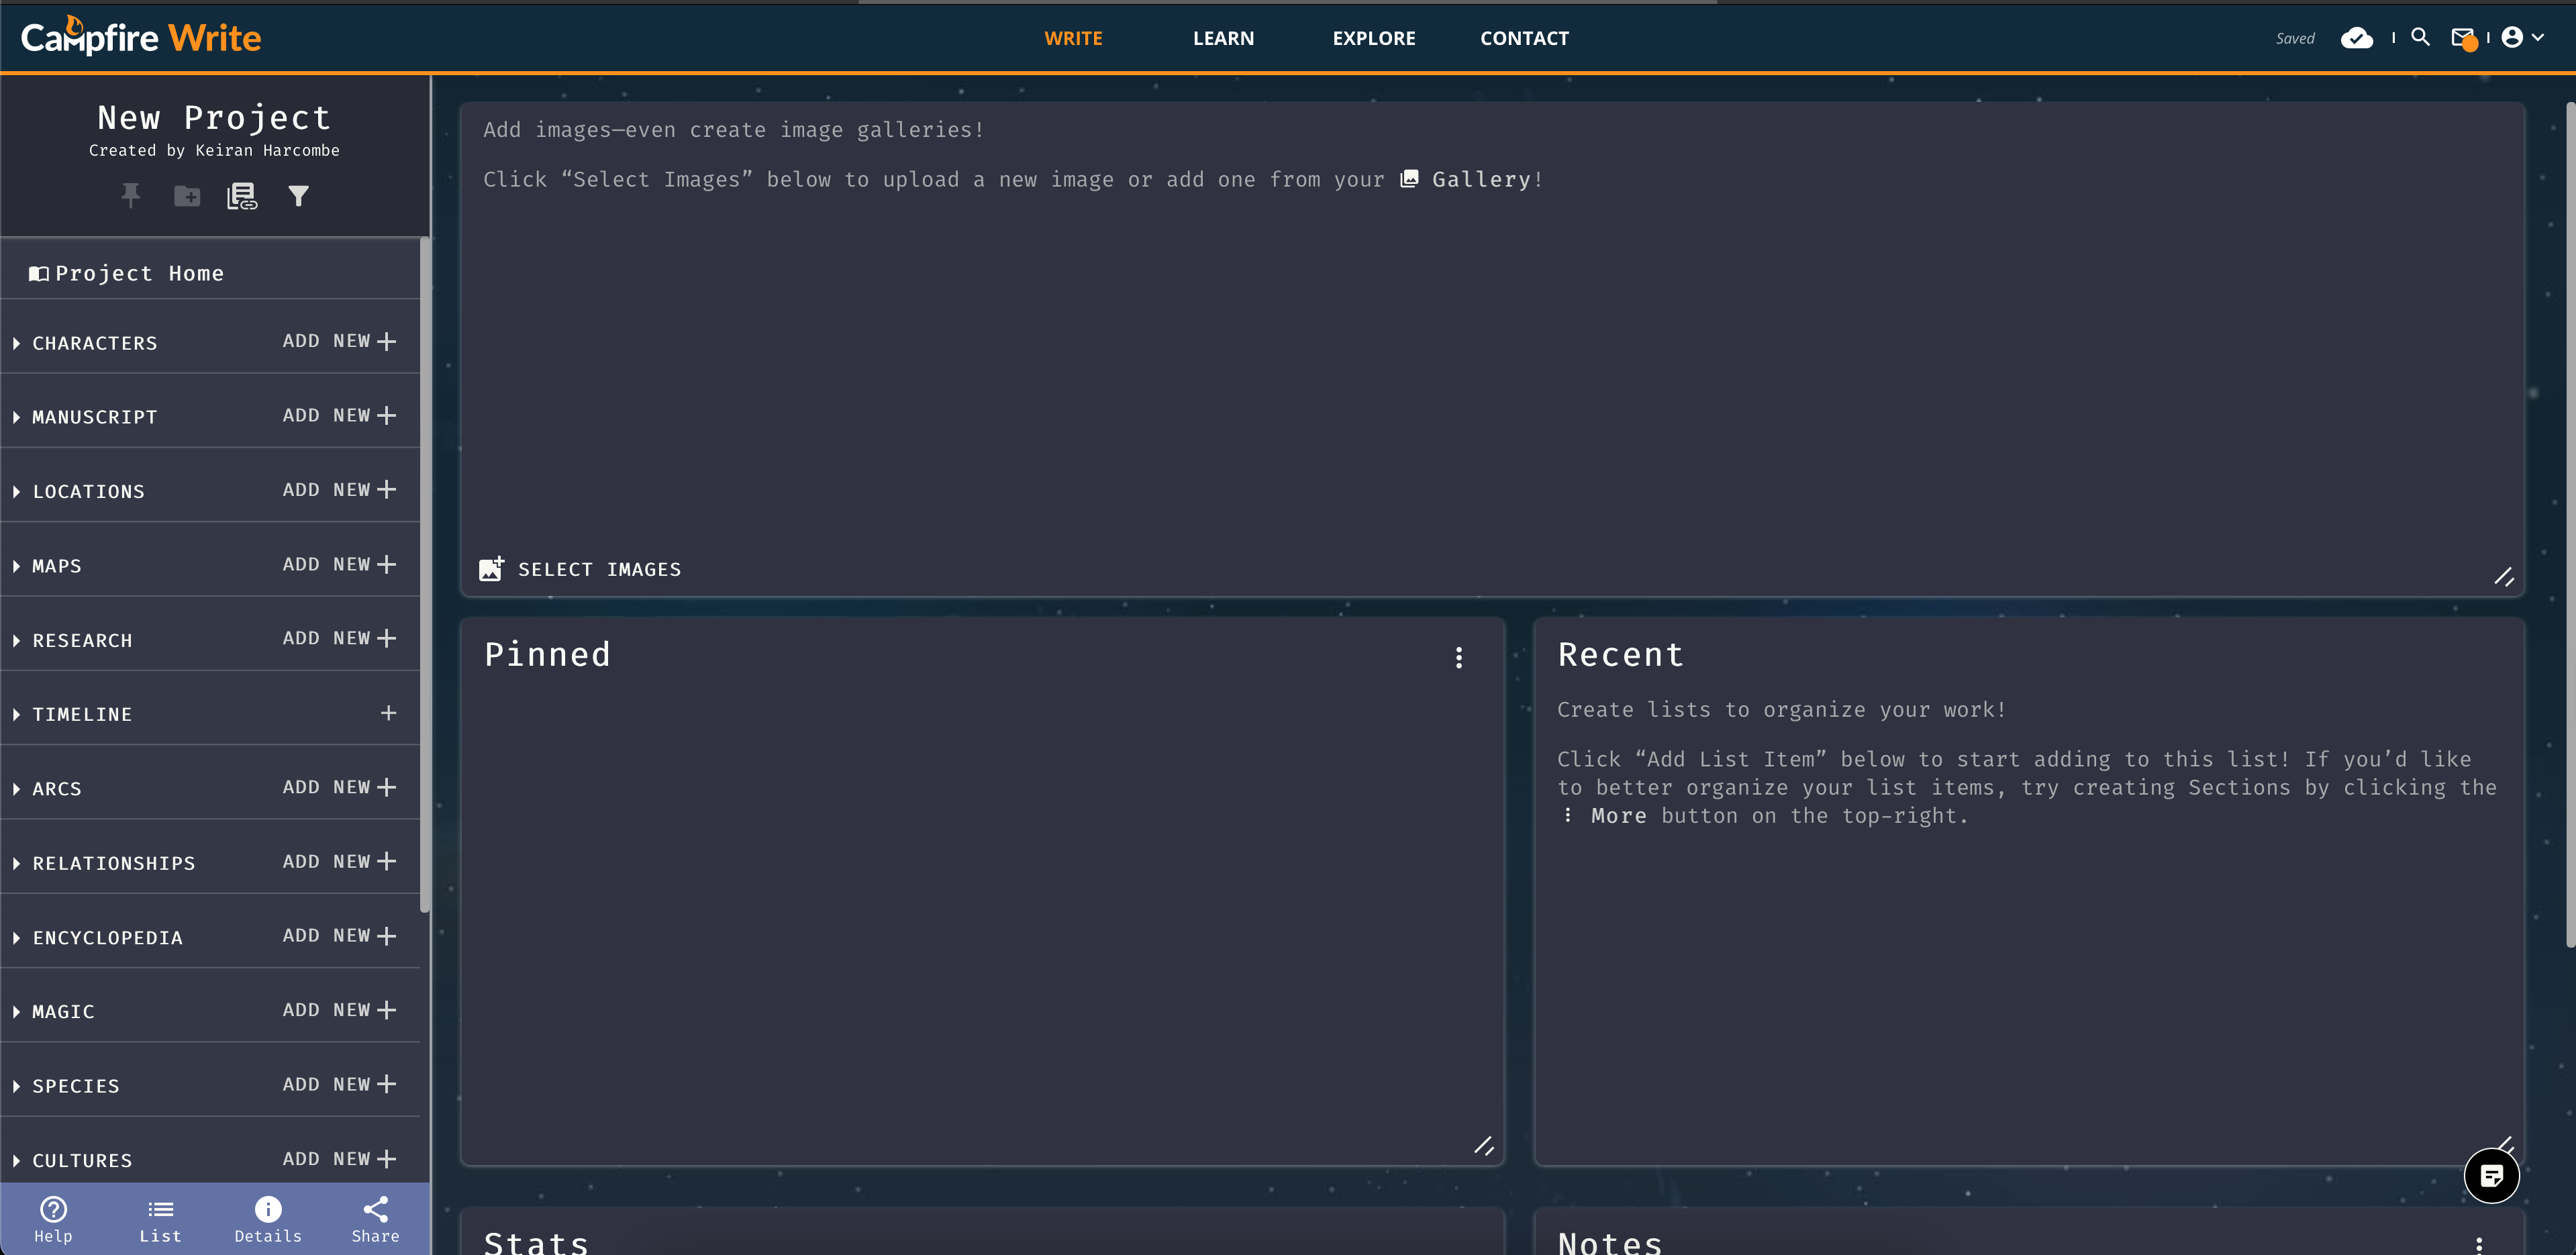 Campfire Write
WRITE
LEARN
EXPLORE
CONTACT
Saved
New Project
Created by Keiran Harcombe
Project Home
CHARACTERS ADD NEW
MANUSCRIPT ADD NEW
LOCATIONS ADD NEW
MAPS ADD NEW
RESEARCH ADD NEW
TIMELINE
ARCS ADD NEW
RELATIONSHIPS ADD NEW
ENCYCLOPEDIA ADD NEW
MAGIC ADD NEW
SPECIES ADD NEW
CULTURES ADD NEW
Help
List
Details
Share
Add images—even create image galleries!
Click “Select Images” below to upload a new image or add one from your Gallery!
SELECT IMAGES
Pinned
Recent
Create lists to organize your work!
Click “Add List Item” below to start adding to this list! If you’d like
to better organize your list items, try creating Sections by clicking the
More button on the top-right.
Stats
Notes